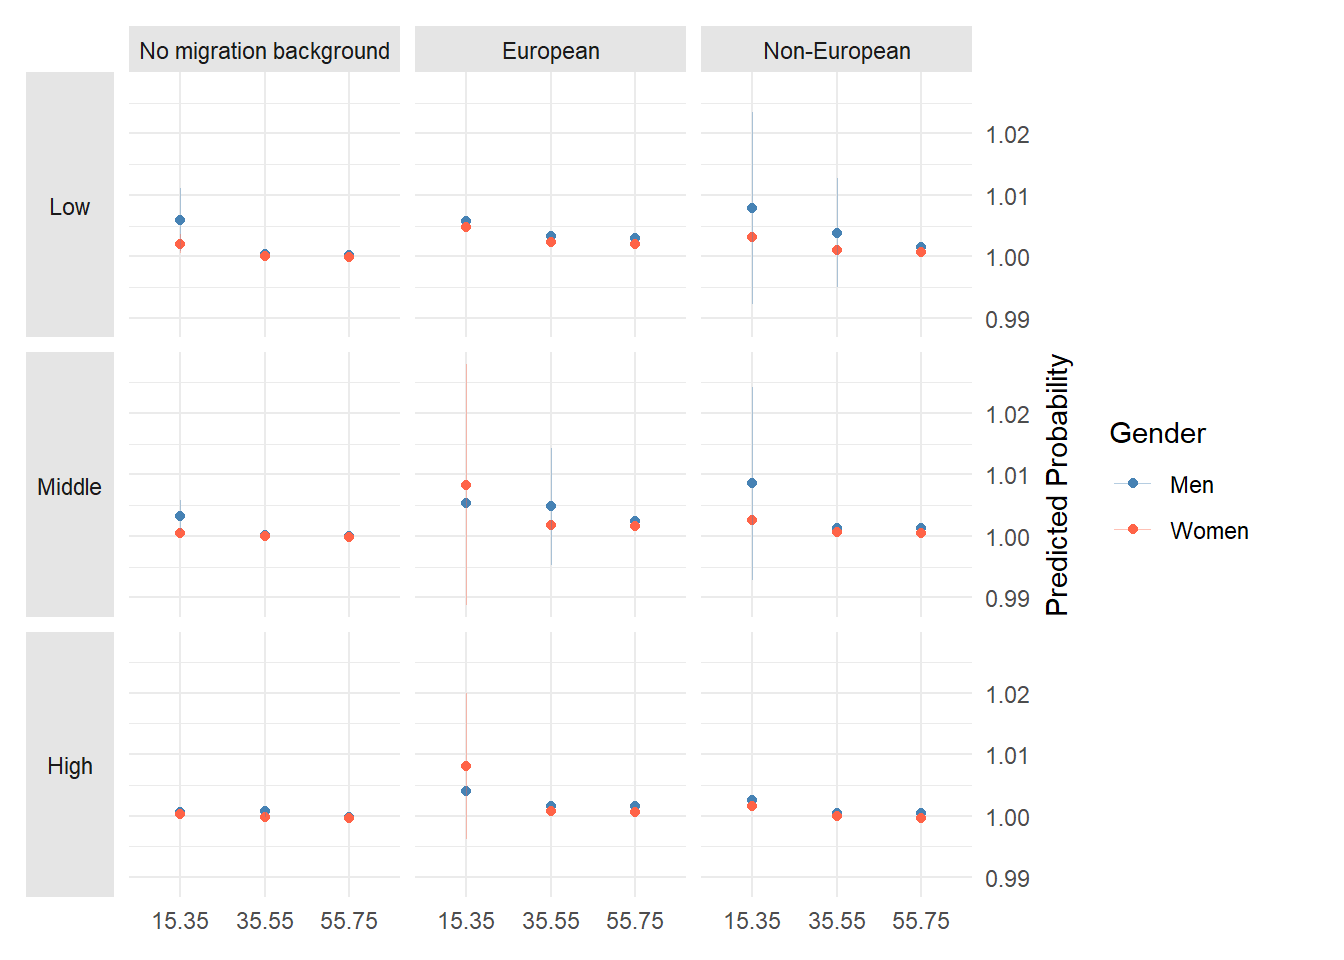 No migration background
European
Non-European
Low
1.02
1.01
1.00
0.99
Middle
1.02
1.01
1.00
0.99
High
1.02
1.01
1.00
0.99
15.35 35.55 55.75
15.35 35.55 55.75
15.35 35.55 55.75
Predicted Probability
Gender
Men
Women